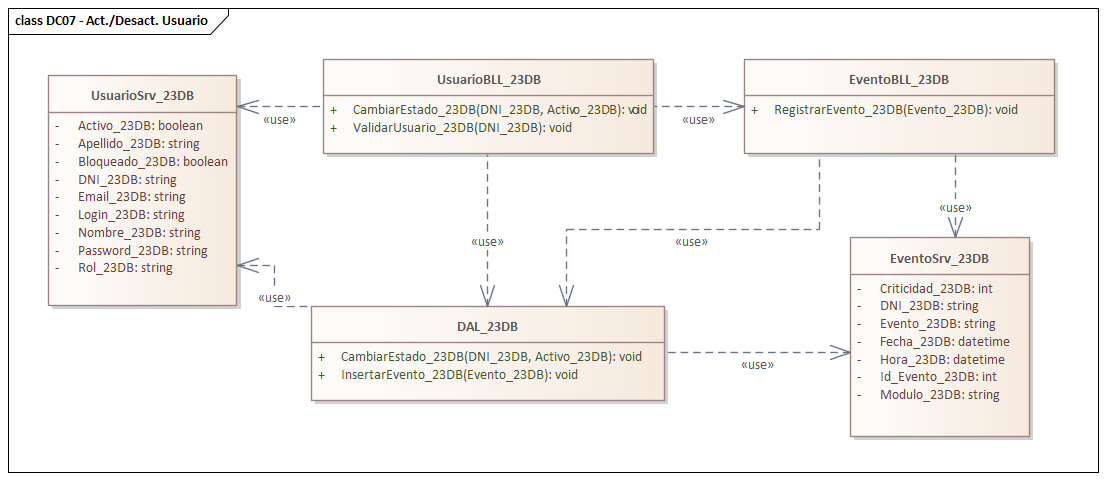 class DC07 - Act./Desact. Usuario
UsuarioSrv_23DB
- Activo_23DB: boolean
- Apellido_23DB: string
- Bloqueado_23DB: boolean
- DNI_23DB: string
- Email_23DB: string
- Login_23DB: string
- Nombre_23DB: string
- Password_23DB: string
- Rol_23DB: string
«use»
UsuarioBLL_23DB
+ CambiarEstado_23DB(DNI_23DB, Activo_23DB): void
+ ValidarUsuario_23DB(DNI_23DB): void
«use»
EventoBLL_23DB
+ RegistrarEvento_23DB(Evento_23DB): void
«use»
«use»
«use»
«use»
DAL_23DB
+ CambiarEstado_23DB(DNI_23DB, Activo_23DB): void
+ InsertarEvento_23DB(Evento_23DB): void
«use»
EventoSrv_23DB
- Criticidad_23DB: int
- DNI_23DB: string
- Evento_23DB: string
- Fecha_23DB: datetime
- Hora_23DB: datetime
- Id_Evento_23DB: int
- Modulo_23DB: string